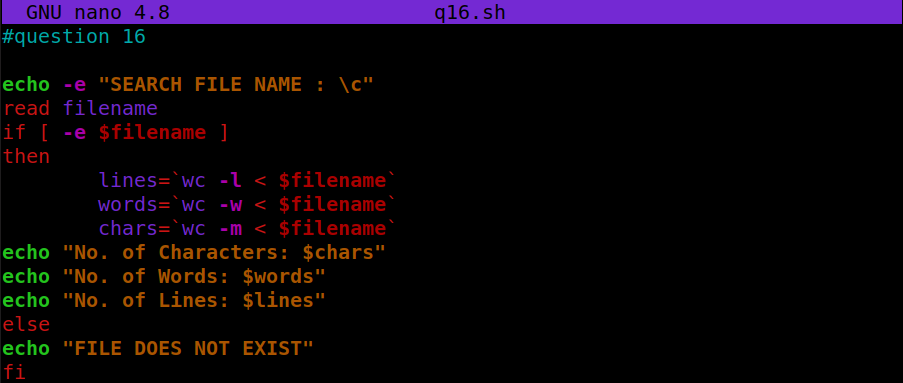 GNU nano 4.8 q16.sh
#question 16
echo -e "SEARCH FILE NAME : \c"
read filename
if [ -e $filename ]
then
lines=`wc -l < $filename`
words=`wc -w < $filename`
chars=`wc -m < $filename`
echo "No. of Characters: $chars"
echo "No. of Words: $words"
echo "No. of Lines: $lines"
else
echo "FILE DOES NOT EXIST"
fi